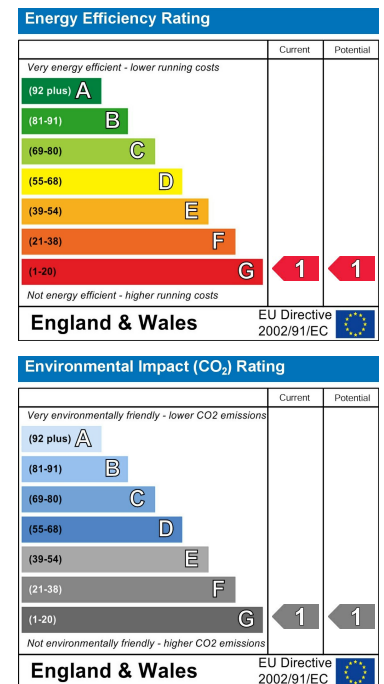 Energy Efficiency Rating
Current Potential
Very energy efficient - lower running costs
(92 plus) A
(81-91) B
(69-80) C
(55-68) D
(39-54) E
(21-38) F
(1-20) G 1 1
Not energy efficient - higher running costs
England & Wales EU Directive 2002/91/EC
Environmental Impact (CO₂) Rating
Current Potential
Very environmentally friendly - lower CO2 emissions
(92 plus) A
(81-91) B
(69-80) C
(55-68) D
(39-54) E
(21-38) F
(1-20) G 1 1
Not environmentally friendly - higher CO2 emissions
England & Wales EU Directive 2002/91/EC